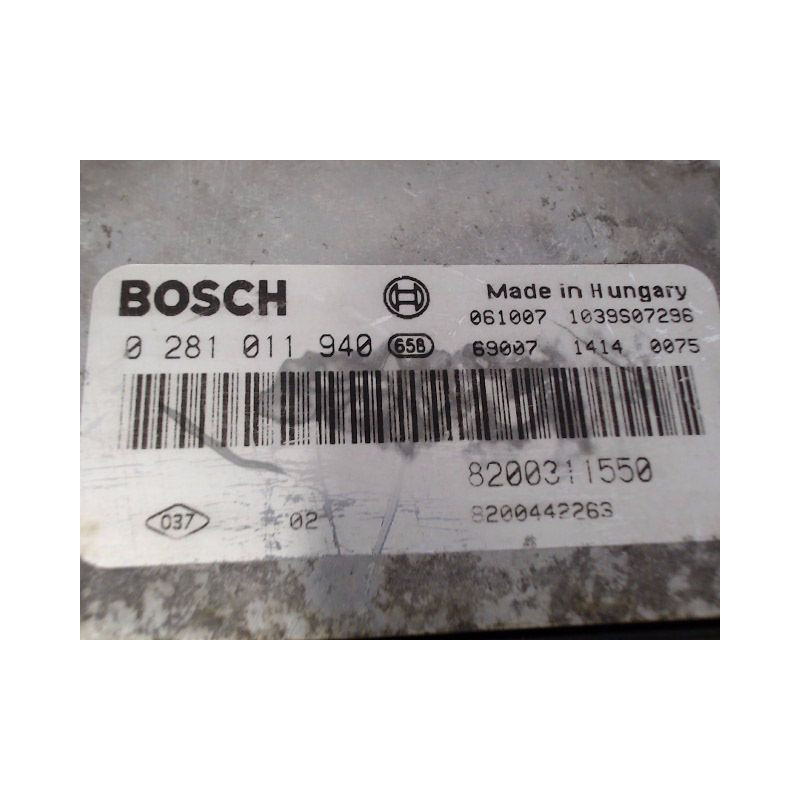 BOSCH
Made in Hungary
061007 1039S07296
0 281 011 940 658
69007 1414 0075
8200311550
037 02
8200442263